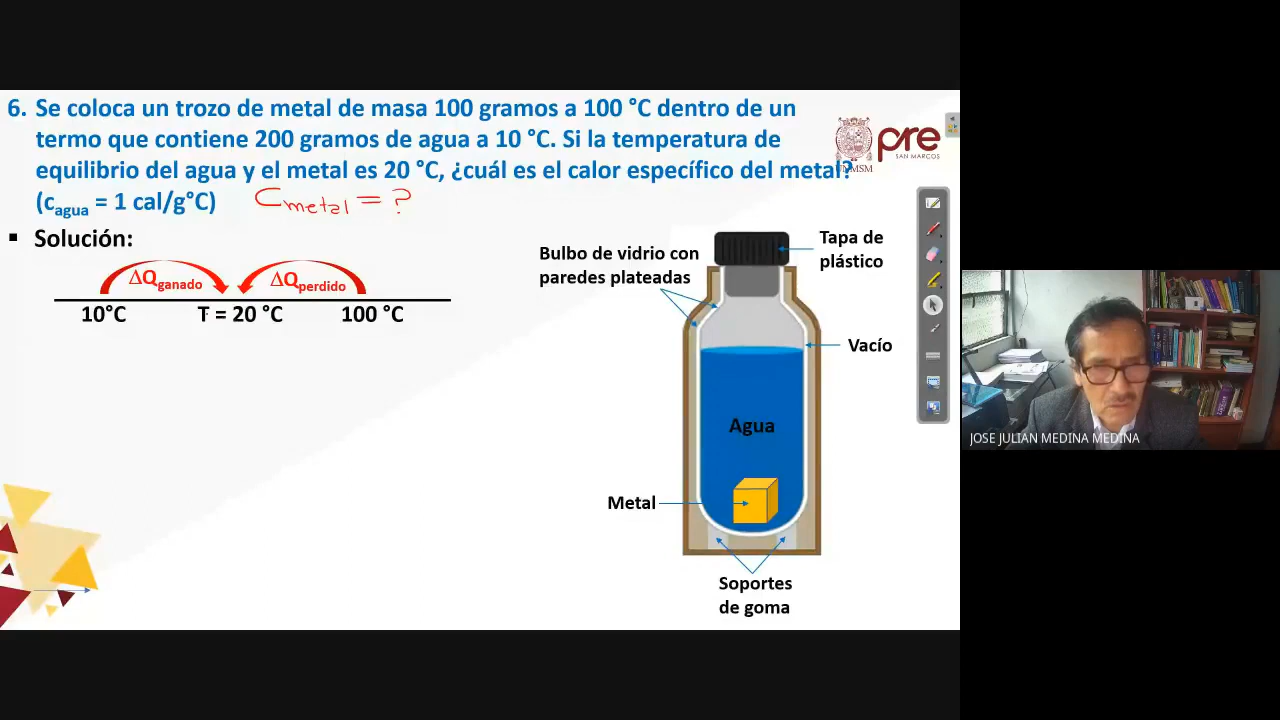 6. Se coloca un trozo de metal de masa 100 gramos a 100 °C dentro de un
termo que contiene 200 gramos de agua a 10 °C. Si la temperatura de
equilibrio del agua y el metal es 20 °C, ¿cuál es el calor específico del metal?
(cagua = 1 cal/g°C)
Cmetal = ?
pre
SAN MARCOS
UNMSM
▪ Solución:
ΔQganado
ΔQperdido
10°C
T = 20 °C
100 °C
Bulbo de vidrio con
paredes plateadas
Tapa de
plástico
Vacío
Agua
Metal
Soportes
de goma
JOSE JULIAN MEDINA MEDINA